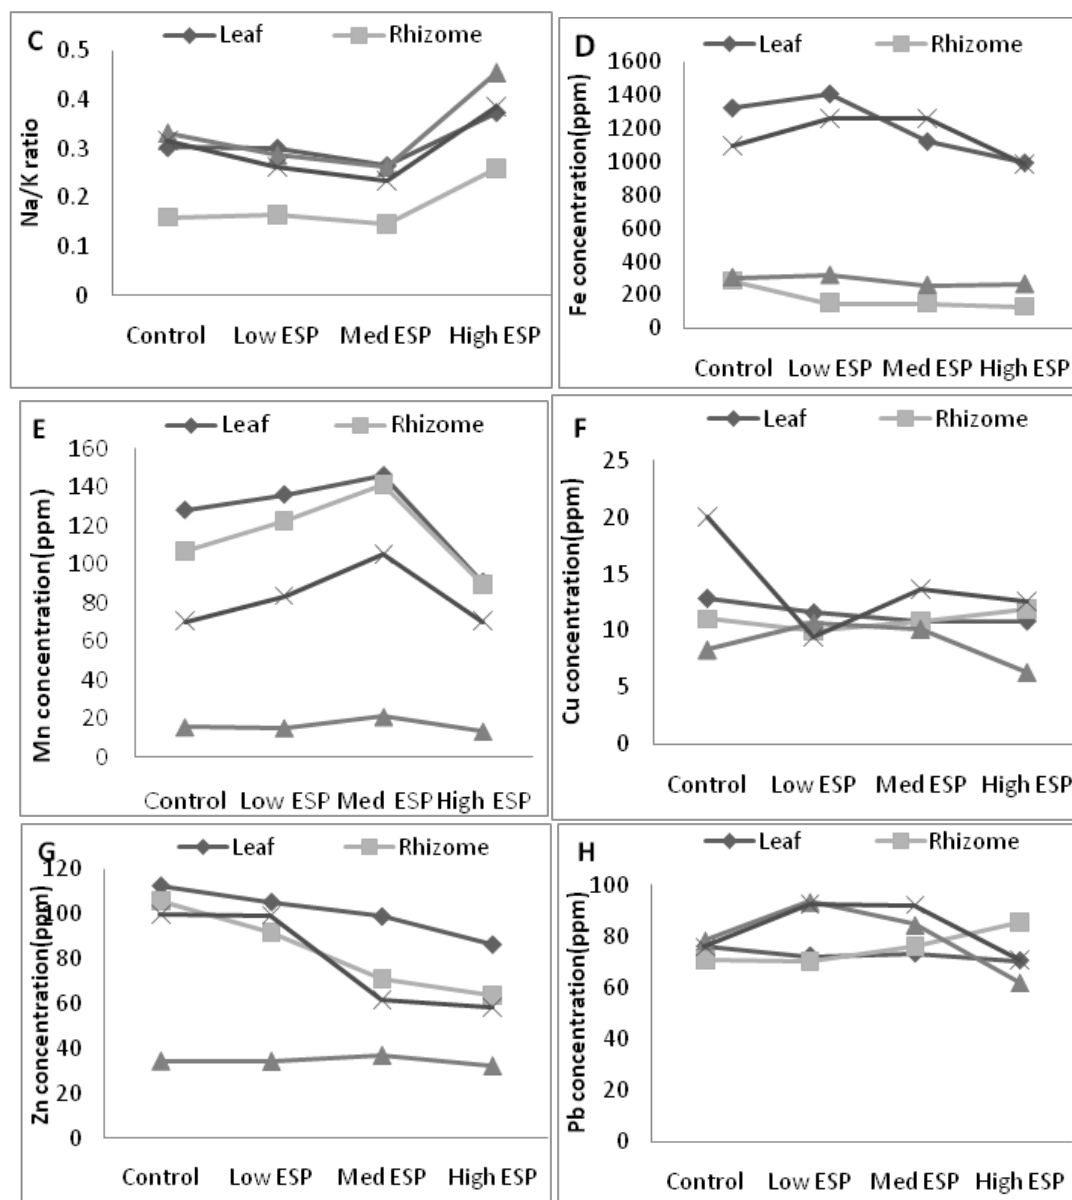 C
Leaf Rhizome
Na/K ratio
0.5
0.4
0.3
0.2
0.1
0
Control Low ESP Med ESP High ESP
D
Leaf Rhizome
Fe concentration(ppm)
1600
1400
1200
1000
800
600
400
200
0
Control Low ESP Med ESP High ESP
E
Leaf Rhizome
Mn concentration(ppm)
160
140
120
100
80
60
40
20
0
Control Low ESP Med ESP High ESP
F
Leaf Rhizome
Cu concentration(ppm)
25
20
15
10
5
0
Control Low ESP Med ESP High ESP
G
Leaf Rhizome
Zn concentration(ppm)
120
100
80
60
40
20
0
Control Low ESP Med ESP High ESP
H
Leaf Rhizome
Pb concentration(ppm)
100
80
60
40
20
0
Control Low ESP Med ESP High ESP